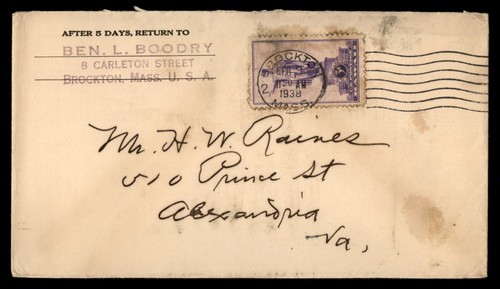 AFTER 5 DAYS, RETURN TO
BEN. L. BOODRY
8 CARLETON STREET
BROCKTON, MASS. U. S. A.
BROCKTON
2
1938
MASS.
Mr. H. W. Raines
510 Prince St
Alexandria
Va,